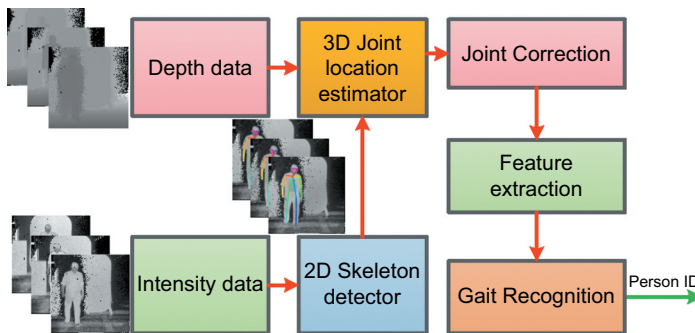 Depth data
3D Joint
location
estimator
Joint Correction
Feature
extraction
Intensity data
2D Skeleton
detector
Gait Recognition
Person ID